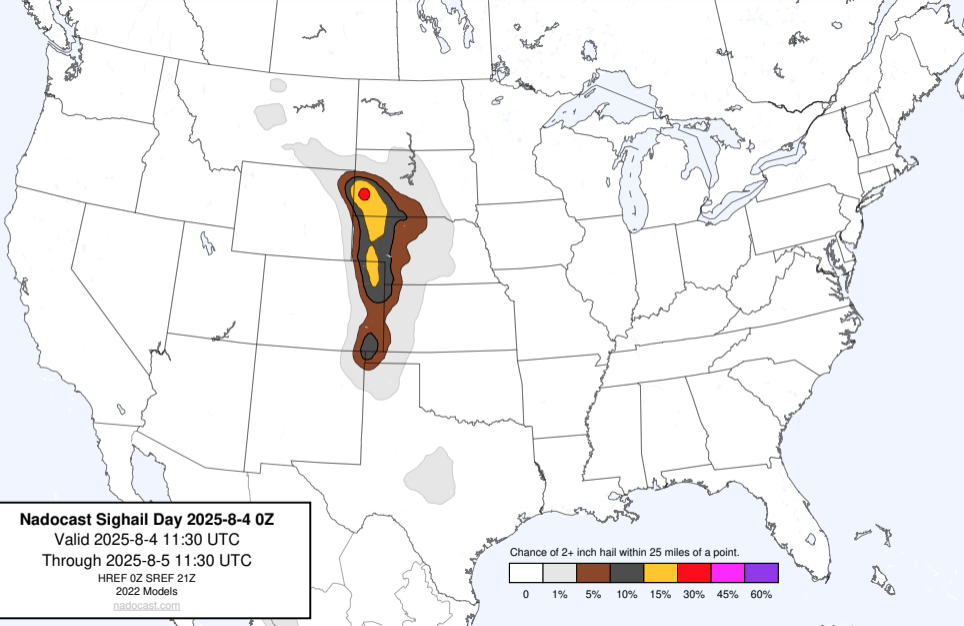 Nadocast Sighail Day 2025-8-4 0Z
Valid 2025-8-4 11:30 UTC
Through 2025-8-5 11:30 UTC
HREF 0Z SREF 21Z
2022 Models
nadocast.com
Chance of 2+ inch hail within 25 miles of a point.
0 1% 5% 10% 15% 30% 45% 60%